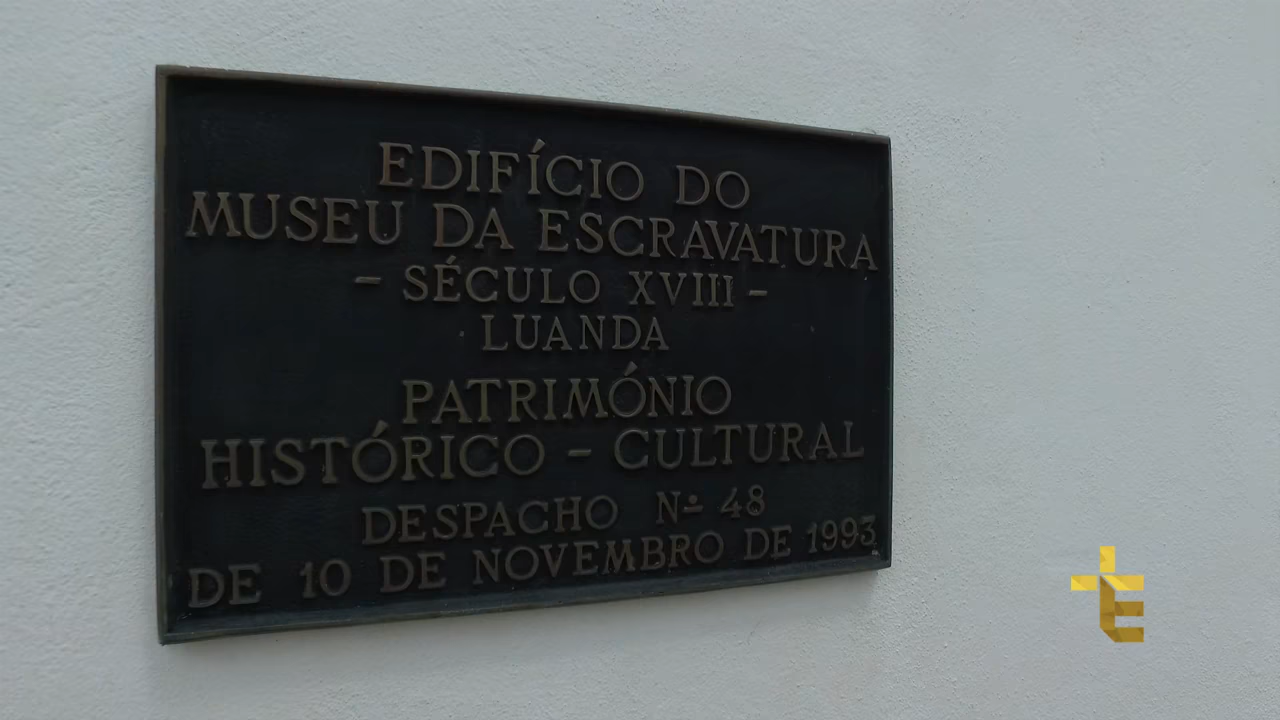 EDIFÍCIO DO
MUSEU DA ESCRAVATURA
- SÉCULO XVIII -
LUANDA
PATRIMÓNIO
HISTÓRICO - CULTURAL
DESPACHO Nº 48
DE 10 DE NOVEMBRO DE 1993
+E